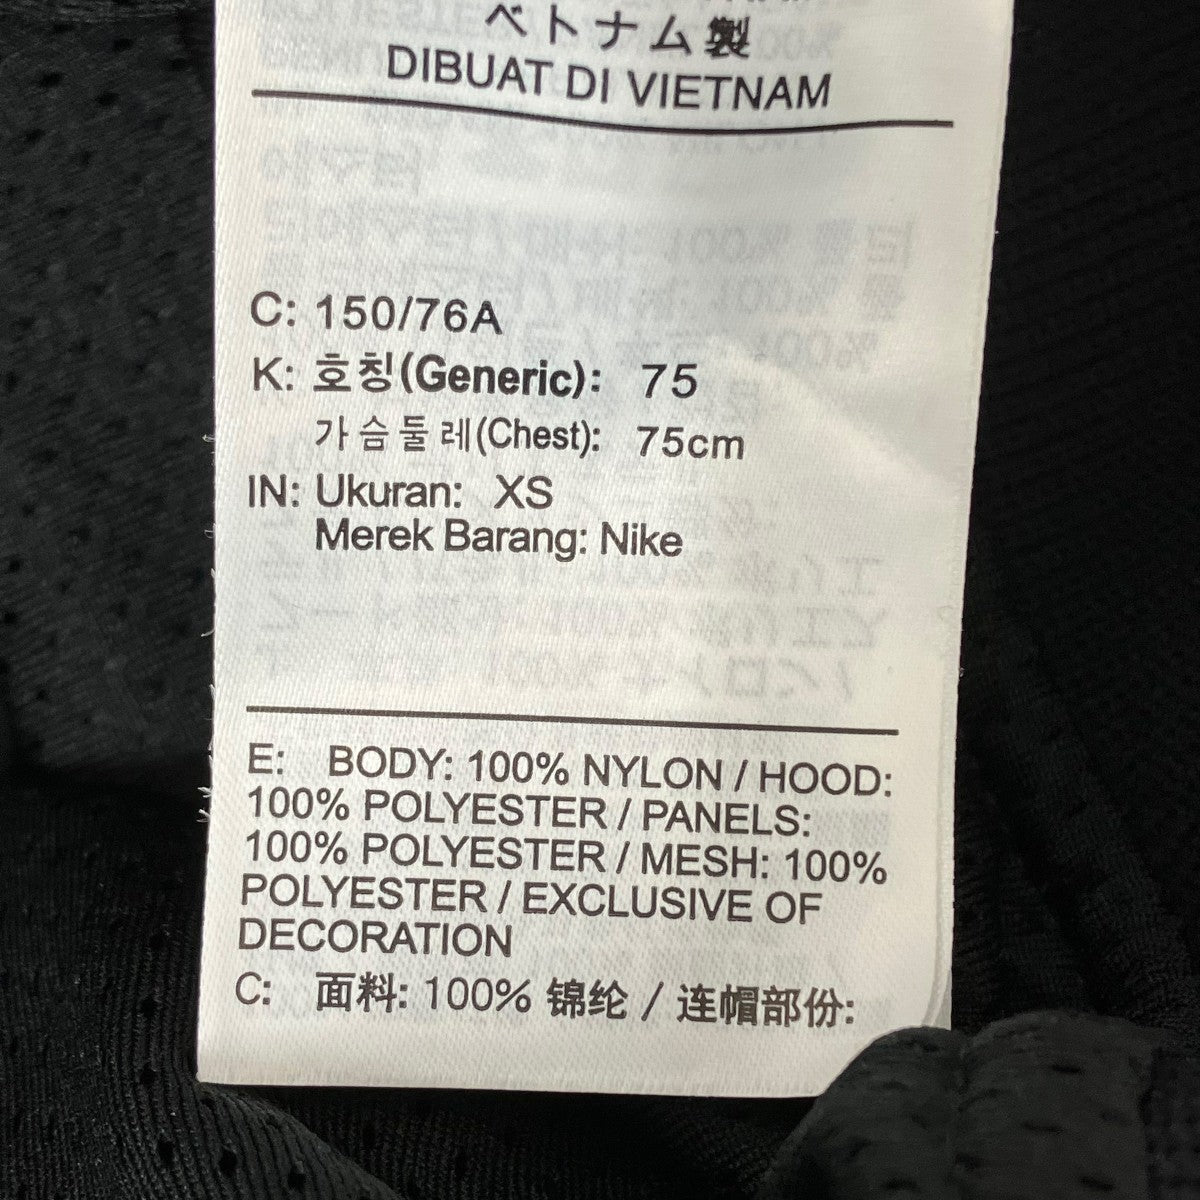 ベトナム製
DIBUAT DI VIETNAM
C: 150/76A
K: 호칭(Generic): 75
가슴둘레(Chest): 75cm
IN: Ukuran: XS
Merek Barang: Nike
E: BODY: 100% NYLON / HOOD:
100% POLYESTER / PANELS:
100% POLYESTER / MESH: 100%
POLYESTER / EXCLUSIVE OF
DECORATION
C: 面料: 100% 锦纶 / 连帽部份: